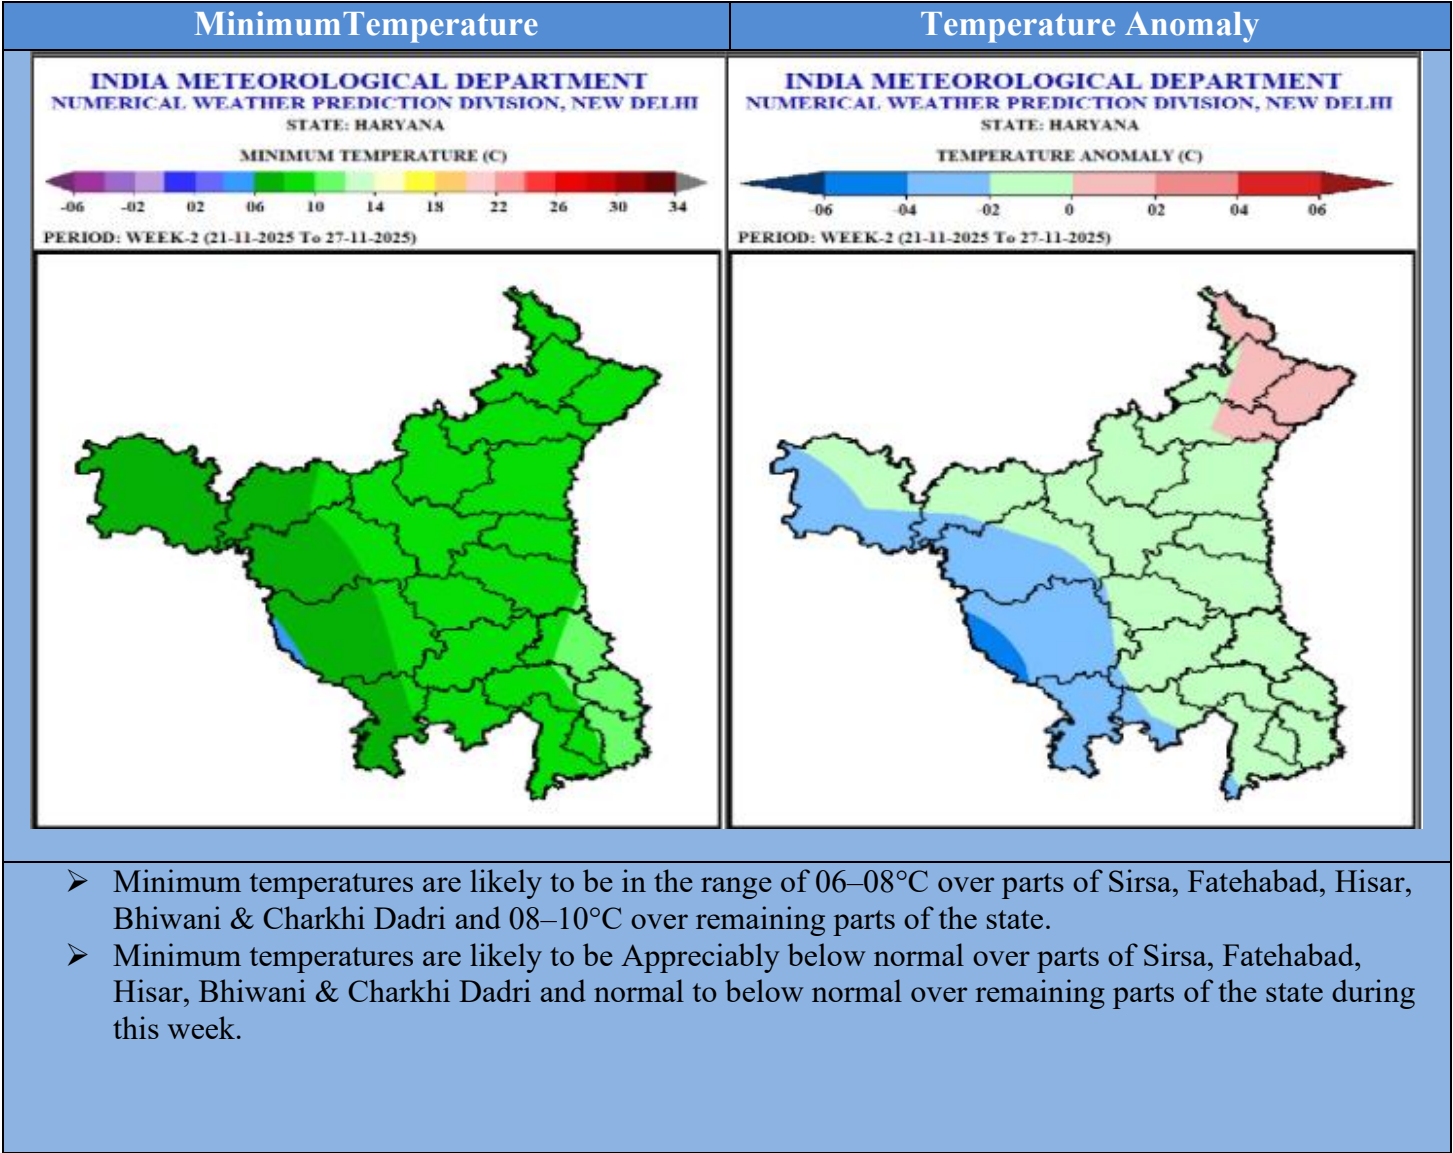 MinimumTemperature
Temperature Anomaly
INDIA METEOROLOGICAL DEPARTMENT
NUMERICAL WEATHER PREDICTION DIVISION, NEW DELHI
STATE: HARYANA
MINIMUM TEMPERATURE (C)
-06 -02 02 06 10 14 18 22 26 30 34
PERIOD: WEEK-2 (21-11-2025 To 27-11-2025)
INDIA METEOROLOGICAL DEPARTMENT
NUMERICAL WEATHER PREDICTION DIVISION, NEW DELHI
STATE: HARYANA
TEMPERATURE ANOMALY (C)
-06 -04 -02 0 02 04 06
PERIOD: WEEK-2 (21-11-2025 To 27-11-2025)
➢ Minimum temperatures are likely to be in the range of 06–08°C over parts of Sirsa, Fatehabad, Hisar,
Bhiwani & Charkhi Dadri and 08–10°C over remaining parts of the state.
➢ Minimum temperatures are likely to be Appreciably below normal over parts of Sirsa, Fatehabad,
Hisar, Bhiwani & Charkhi Dadri and normal to below normal over remaining parts of the state during
this week.